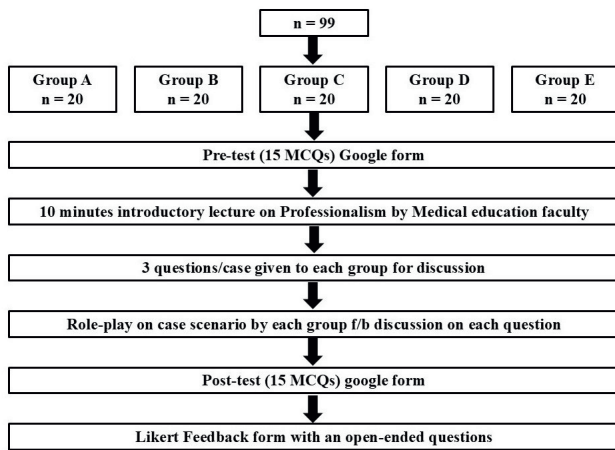 n = 99
Group A
n = 20
Group B
n = 20
Group C
n = 20
Group D
n = 20
Group E
n = 20
Pre-test (15 MCQs) Google form
10 minutes introductory lecture on Professionalism by Medical education faculty
3 questions/case given to each group for discussion
Role-play on case scenario by each group f/b discussion on each question
Post-test (15 MCQs) google form
Likert Feedback form with an open-ended questions